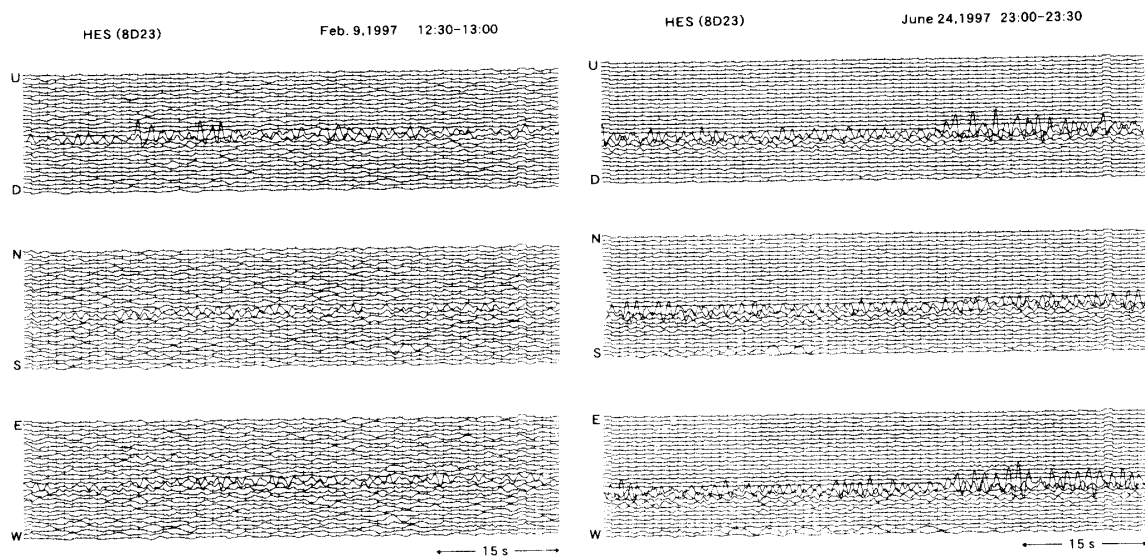 HES (8D23) Feb. 9, 1997 12:30-13:00
U
D
N
S
E
W
15 s
HES (8D23) June 24, 1997 23:00-23:30
U
D
N
S
E
W
15 s